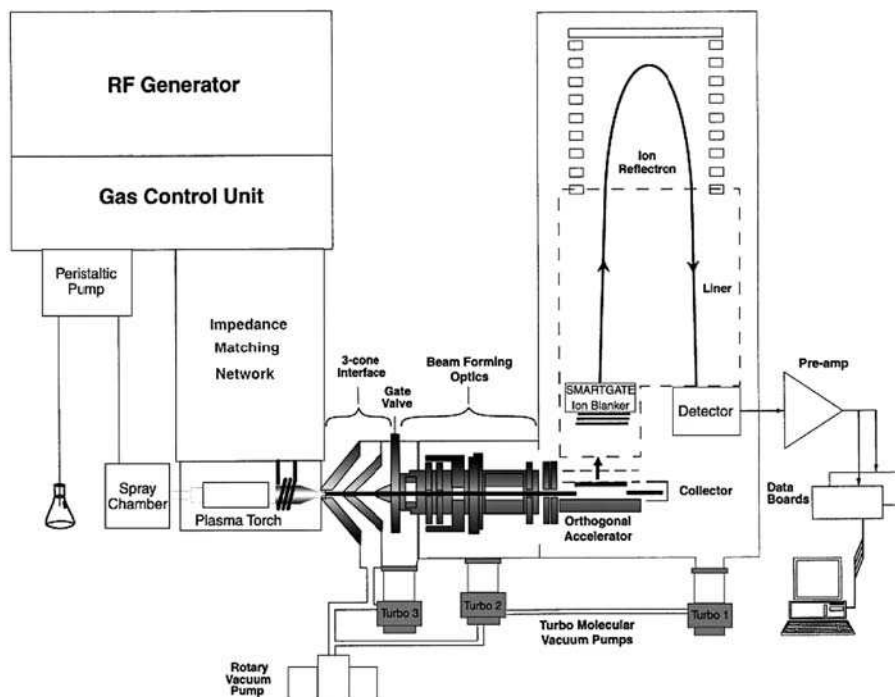 RF Generator
Gas Control Unit
Peristaltic
Pump
Impedance
Matching
Network
3-cone
Interface
Gate
Valve
Beam Forming
Optics
Ion
Reflectron
Liner
SMARTGATE
Ion Blanker
Detector
Pre-amp
Spray
Chamber
Plasma Torch
Orthogonal
Accelerator
Collector
Data
Boards
Turbo 3
Turbo 2
Turbo 1
Turbo Molecular
Vacuum Pumps
Rotary
Vacuum
Pump